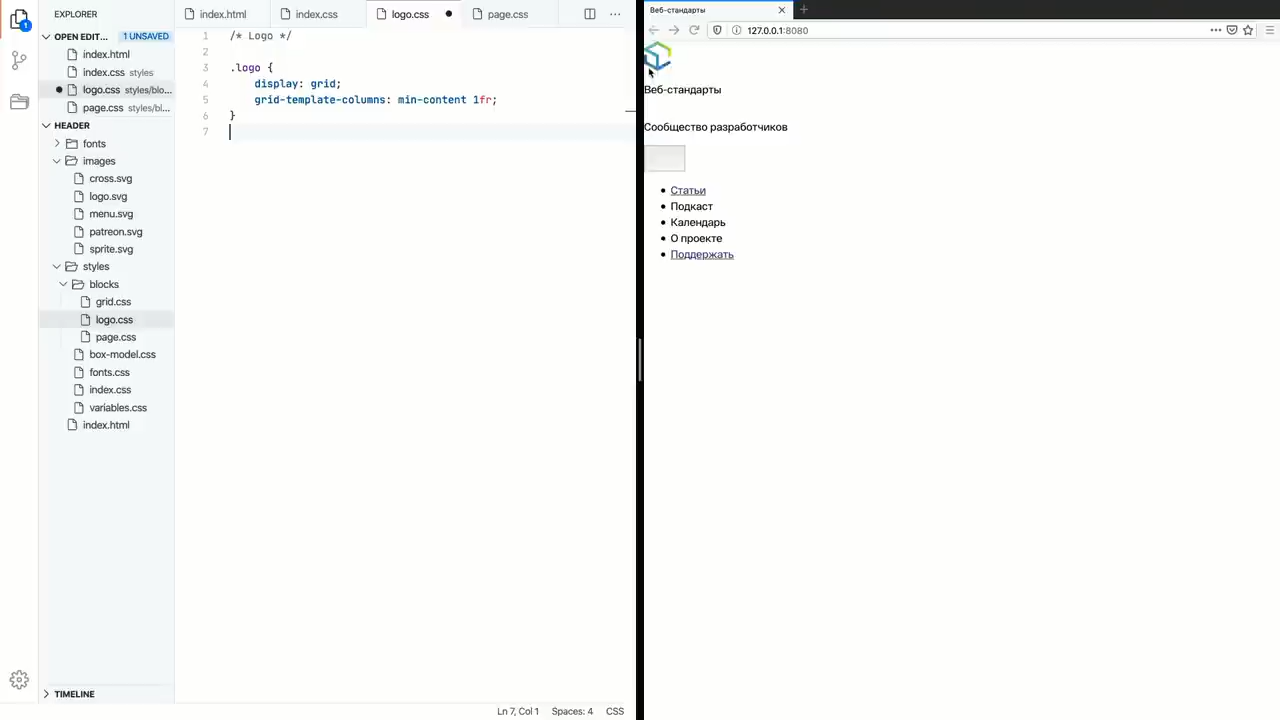 EXPLORER
OPEN EDIT... 1 UNSAVED
index.html
index.css styles
logo.css styles/blo...
page.css styles/bl...
HEADER
fonts
images
cross.svg
logo.svg
menu.svg
patreon.svg
sprite.svg
styles
blocks
grid.css
logo.css
page.css
box-model.css
fonts.css
index.css
variables.css
index.html
TIMELINE
1
index.html
index.css
logo.css
page.css
1 /* Logo */
2
3 .logo {
4 display: grid;
5 grid-template-columns: min-content 1fr;
6 }
7
Ln 7, Col 1 Spaces: 4 CSS
Веб-стандарты
127.0.0.1:8080
Веб-стандарты
Сообщество разработчиков
Статьи
Подкаст
Календарь
О проекте
Поддержать